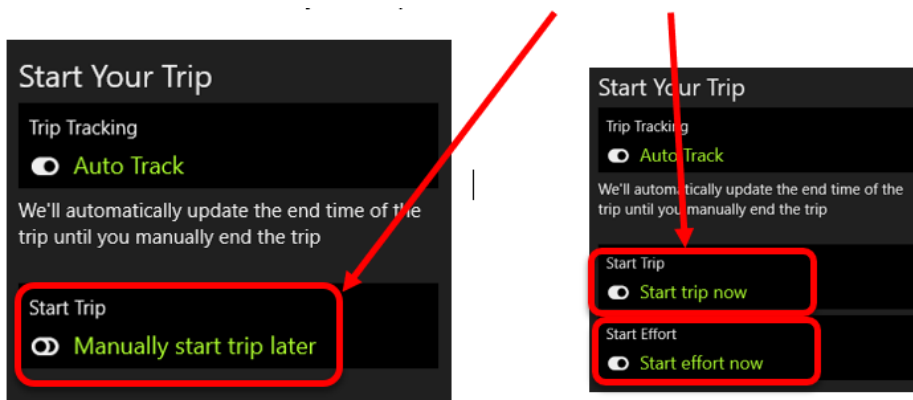 Start Your Trip
Trip Tracking
Auto Track
We'll automatically update the end time of the
trip until you manually end the trip
Start Trip
Manually start trip later
Start Your Trip
Trip Tracking
Auto Track
We'll automatically update the end time of the
trip until you manually end the trip
Start Trip
Start trip now
Start Effort
Start effort now